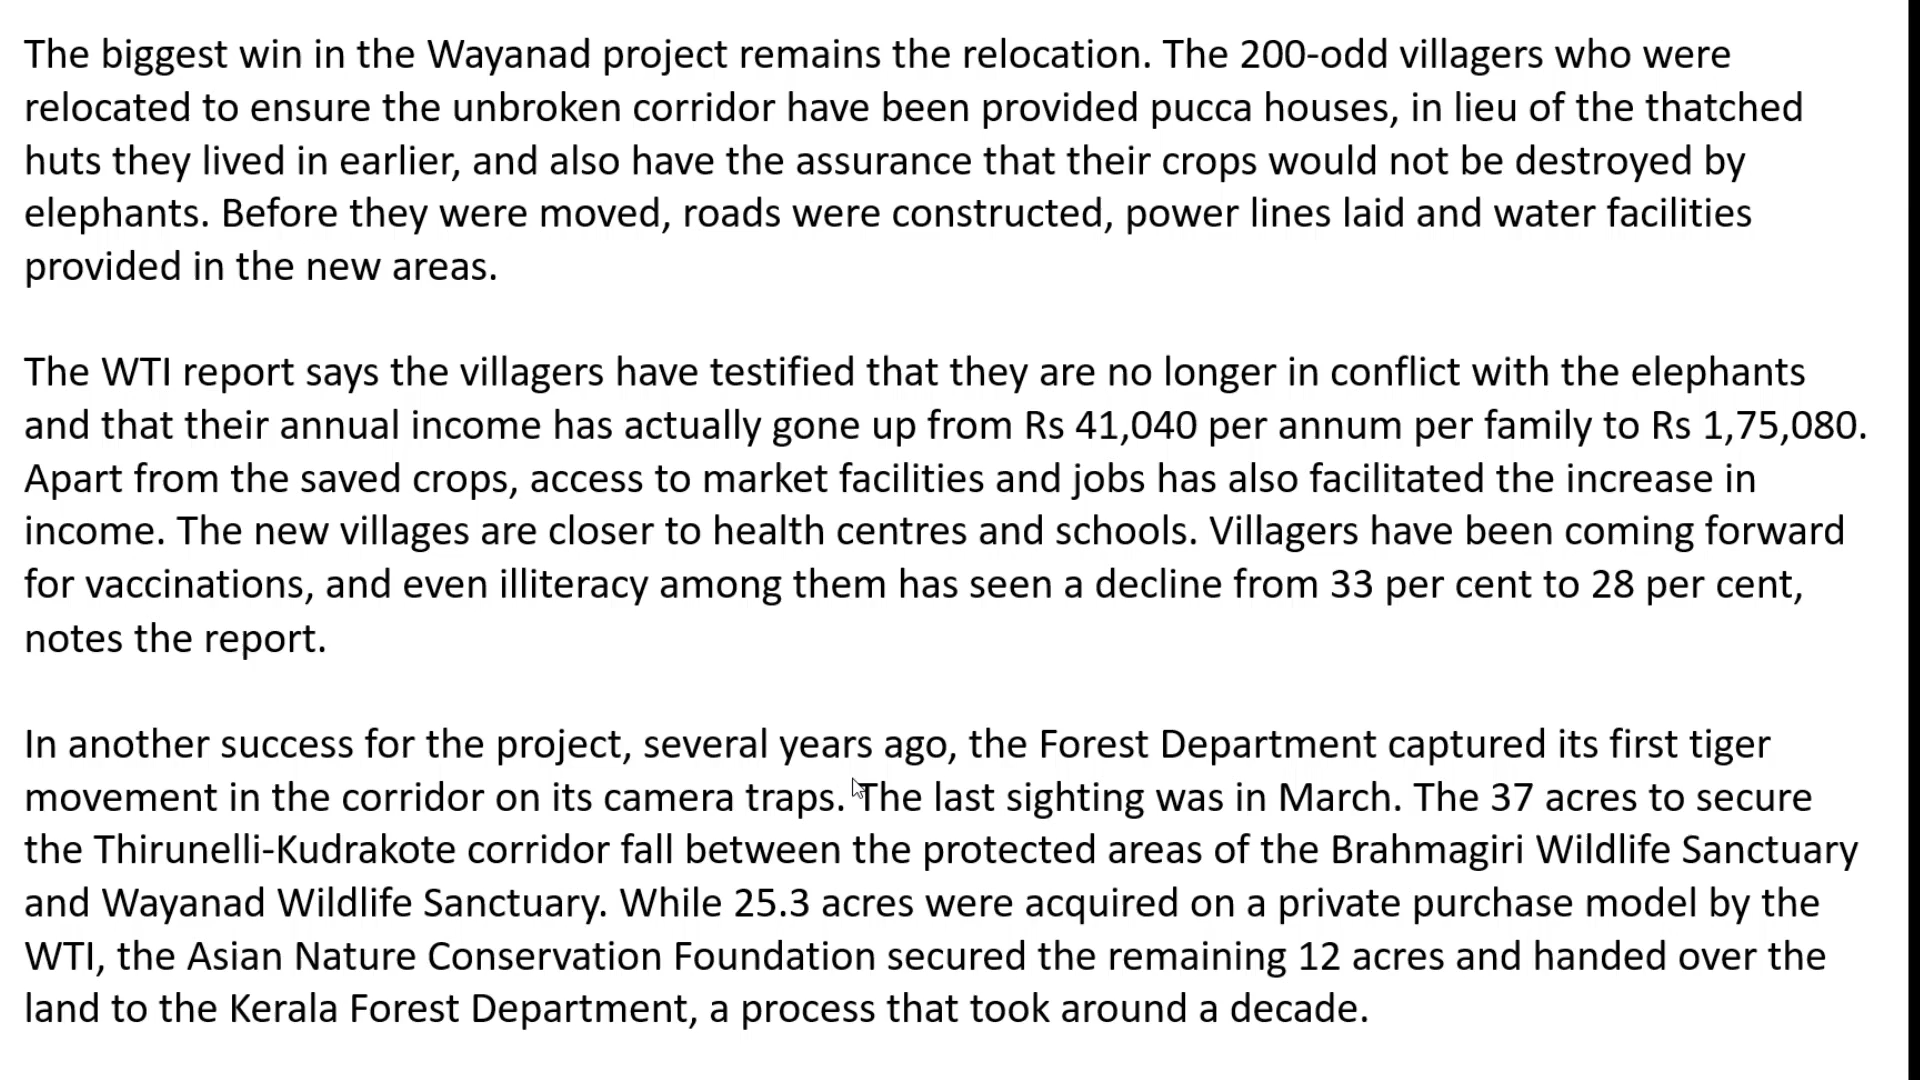 The biggest win in the Wayanad project remains the relocation. The 200-odd villagers who were
relocated to ensure the unbroken corridor have been provided pucca houses, in lieu of the thatched
huts they lived in earlier, and also have the assurance that their crops would not be destroyed by
elephants. Before they were moved, roads were constructed, power lines laid and water facilities
provided in the new areas.
The WTI report says the villagers have testified that they are no longer in conflict with the elephants
and that their annual income has actually gone up from Rs 41,040 per annum per family to Rs 1,75,080.
Apart from the saved crops, access to market facilities and jobs has also facilitated the increase in
income. The new villages are closer to health centres and schools. Villagers have been coming forward
for vaccinations, and even illiteracy among them has seen a decline from 33 per cent to 28 per cent,
notes the report.
In another success for the project, several years ago, the Forest Department captured its first tiger
movement in the corridor on its camera traps. The last sighting was in March. The 37 acres to secure
the Thirunelli-Kudrakote corridor fall between the protected areas of the Brahmagiri Wildlife Sanctuary
and Wayanad Wildlife Sanctuary. While 25.3 acres were acquired on a private purchase model by the
WTI, the Asian Nature Conservation Foundation secured the remaining 12 acres and handed over the
land to the Kerala Forest Department, a process that took around a decade.